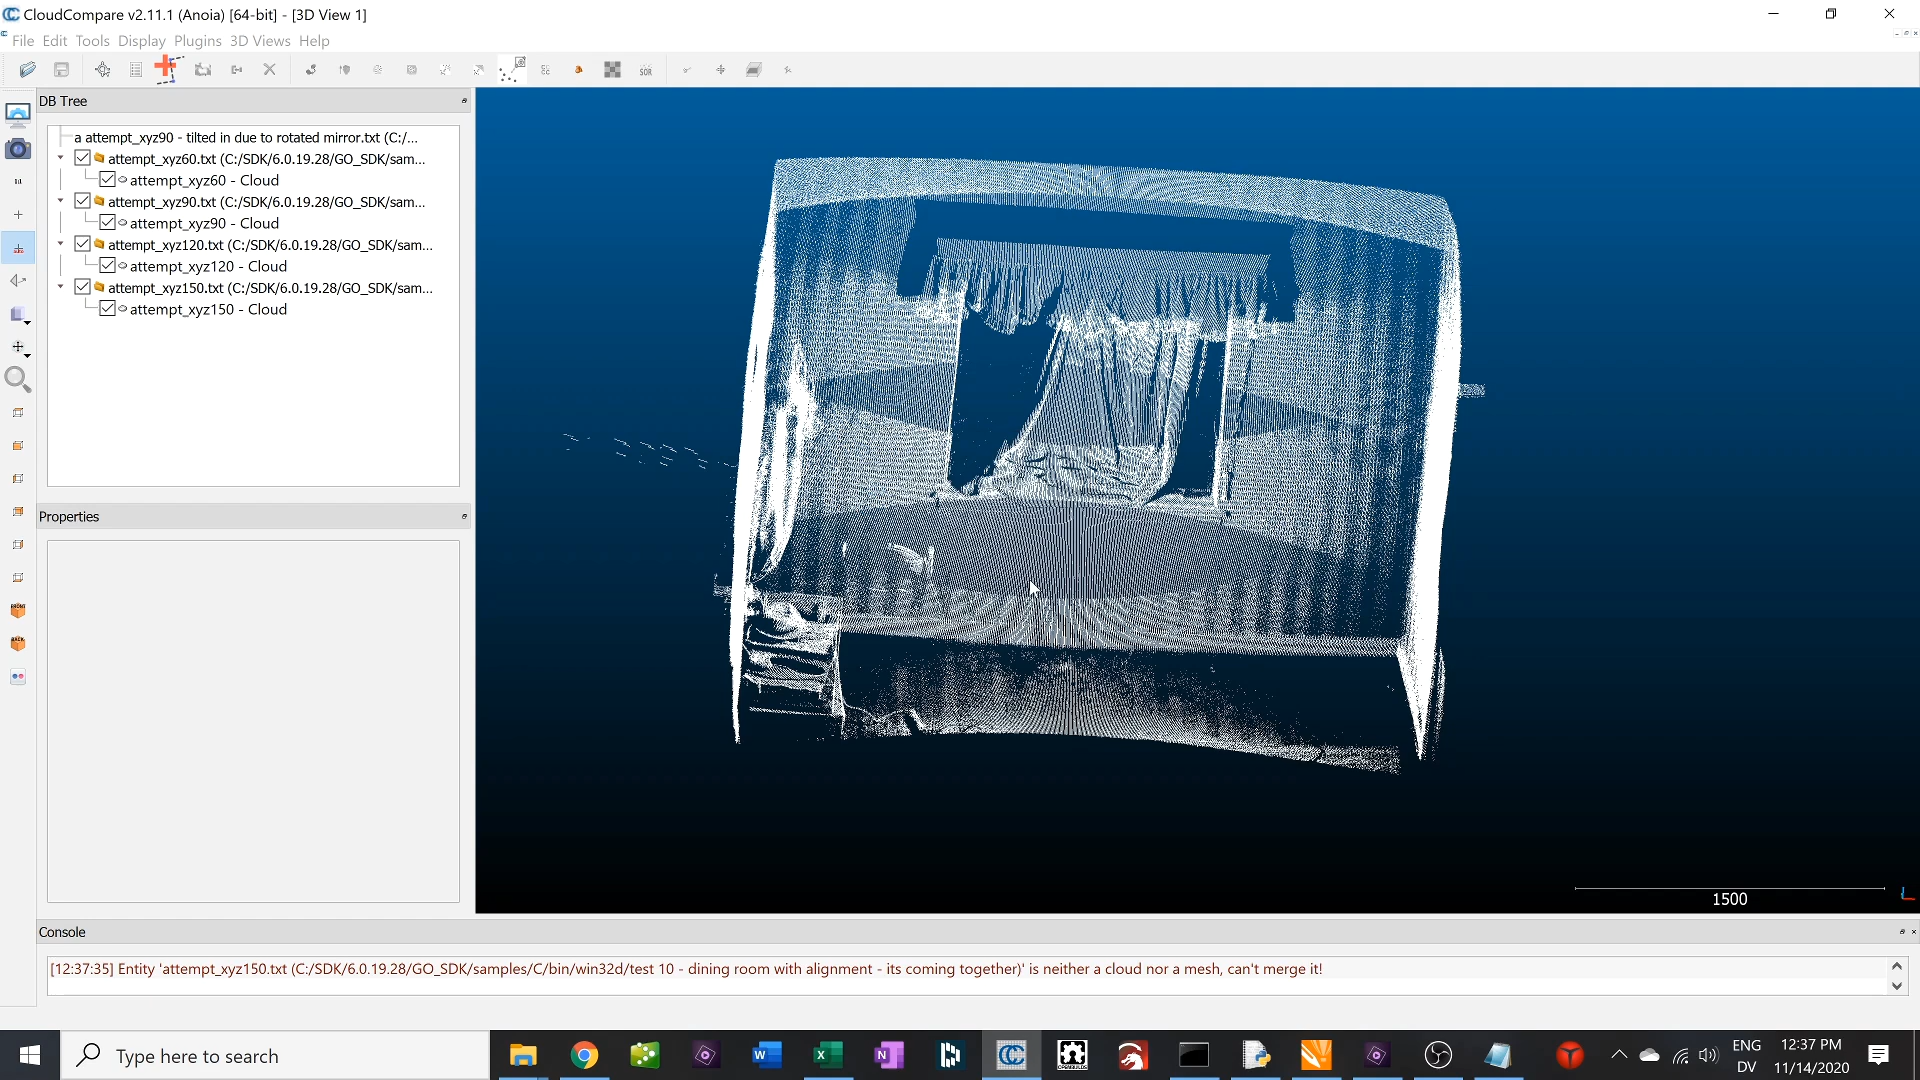 CloudCompare v2.11.1 (Anoia) [64-bit] - [3D View 1]
File Edit Tools Display Plugins 3D Views Help
SOR
DB Tree
a attempt_xyz90 - tilted in due to rotated mirror.txt (C:/...
attempt_xyz60.txt (C:/SDK/6.0.19.28/GO_SDK/sam...
attempt_xyz60 - Cloud
attempt_xyz90.txt (C:/SDK/6.0.19.28/GO_SDK/sam...
attempt_xyz90 - Cloud
attempt_xyz120.txt (C:/SDK/6.0.19.28/GO_SDK/sam...
attempt_xyz120 - Cloud
attempt_xyz150.txt (C:/SDK/6.0.19.28/GO_SDK/sam...
attempt_xyz150 - Cloud
Properties
FRONT
BACK
1500
Console
[12:37:35] Entity 'attempt_xyz150.txt (C:/SDK/6.0.19.28/GO_SDK/samples/C/bin/win32d/test 10 - dining room with alignment - its coming together)' is neither a cloud nor a mesh, can't merge it!
Type here to search
ENG
DV
12:37 PM
11/14/2020